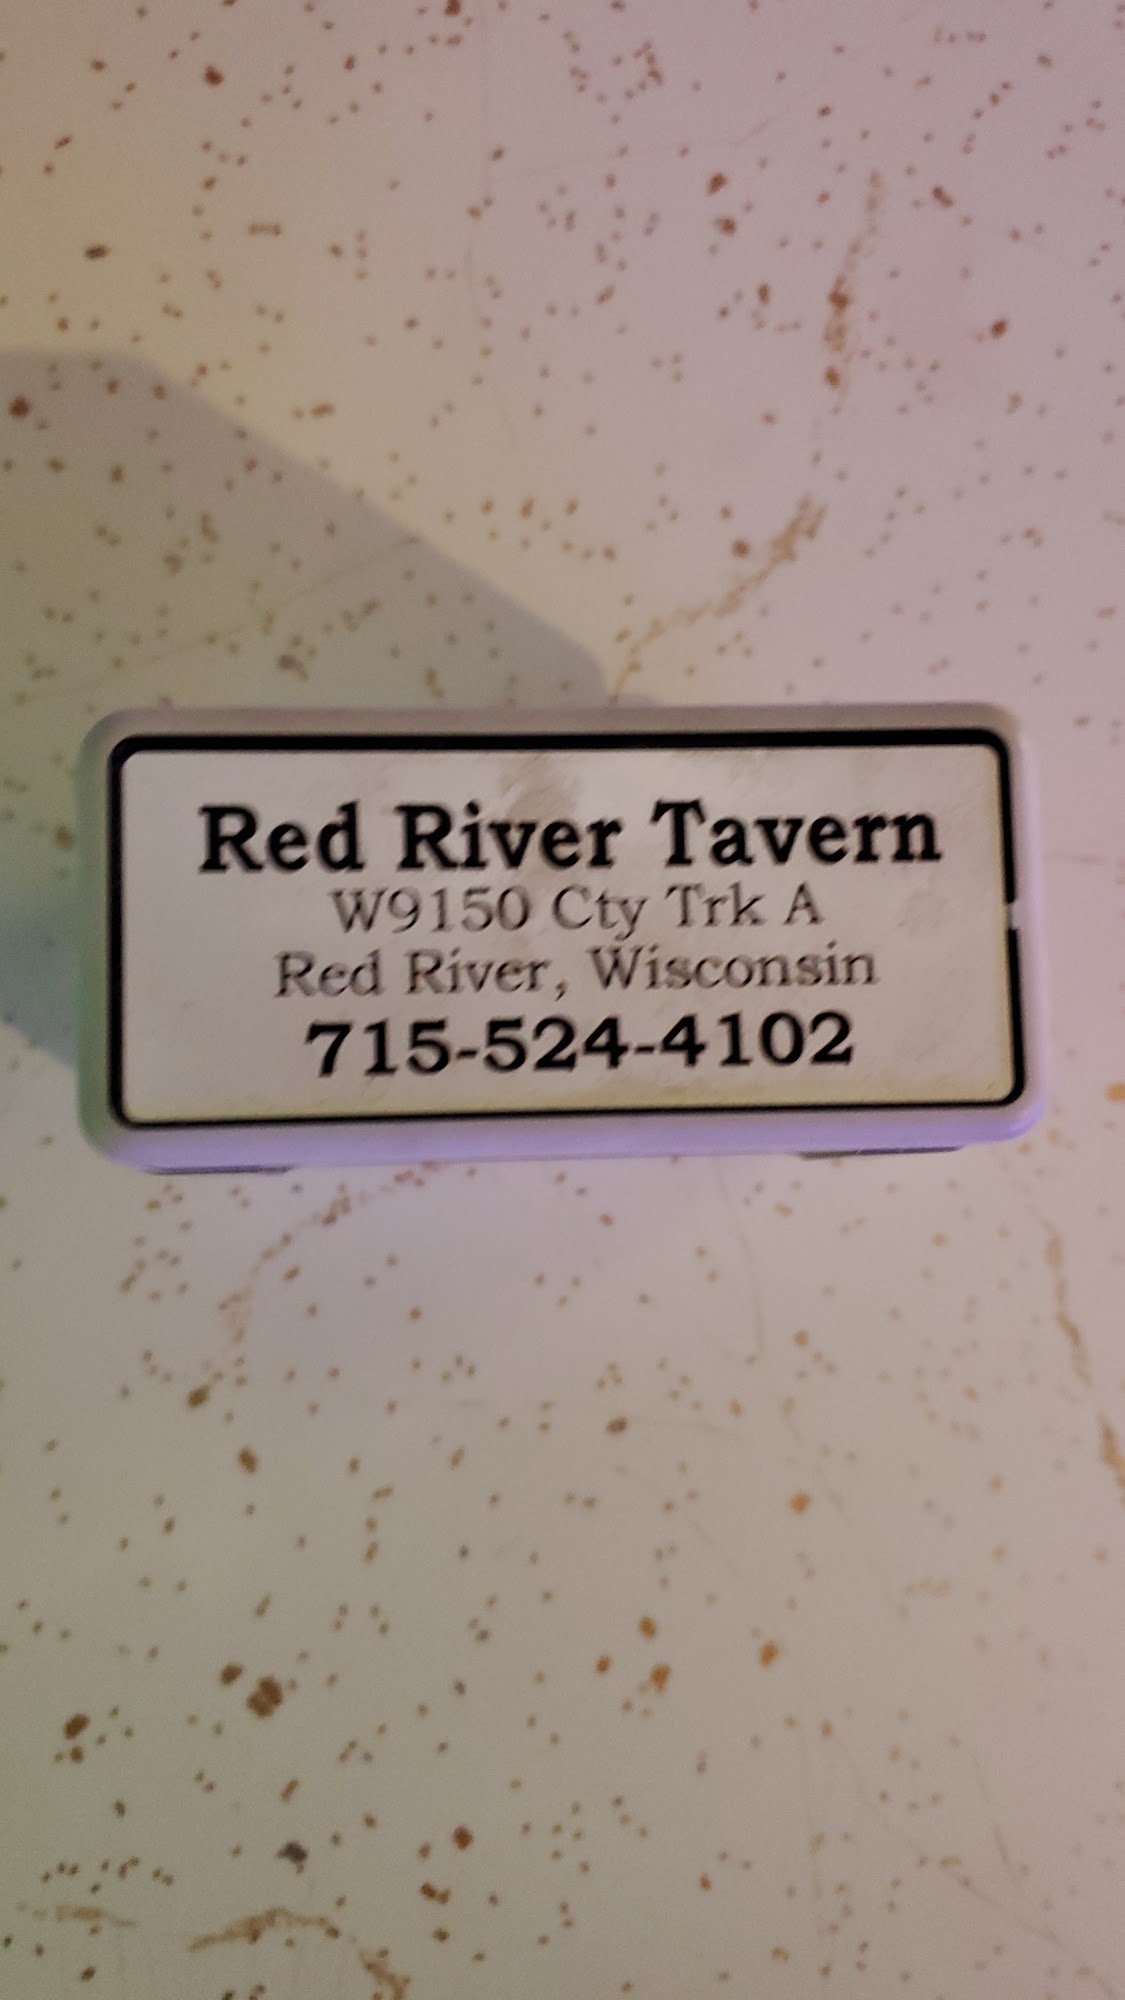 Red River Tavern
W9150 Cty Trk A
Red River, Wisconsin
715-524-4102